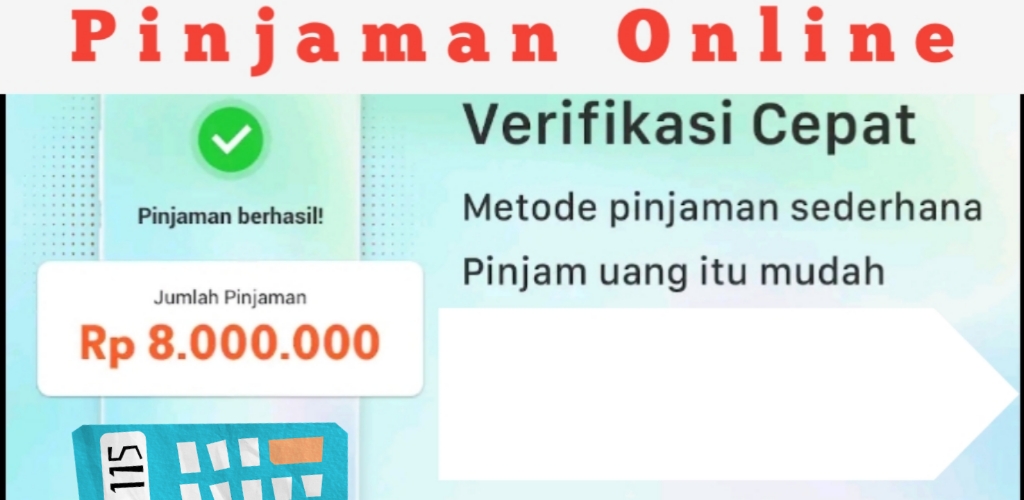 Pinjaman Online
Verifikasi Cepat
Metode pinjaman sederhana
Pinjam uang itu mudah
Pinjaman berhasil!
Jumlah Pinjaman
Rp 8.000.000
115